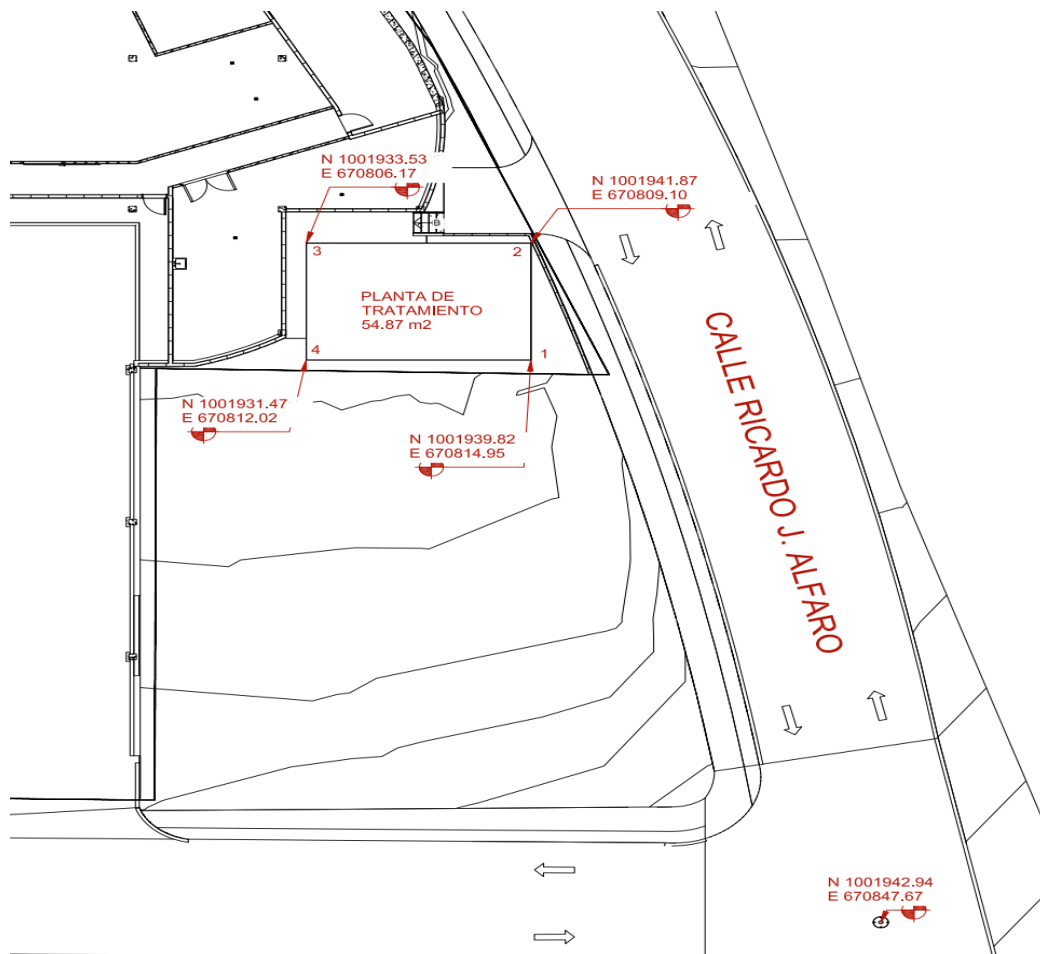 N 1001933.53
E 670806.17
N 1001941.87
E 670809.10
3
2
PLANTA DE
TRATAMIENTO
54.87 m2
4
1
N 1001931.47
E 670812.02
N 1001939.82
E 670814.95
CALLE RICARDO J. ALFARO
N 1001942.94
E 670847.67